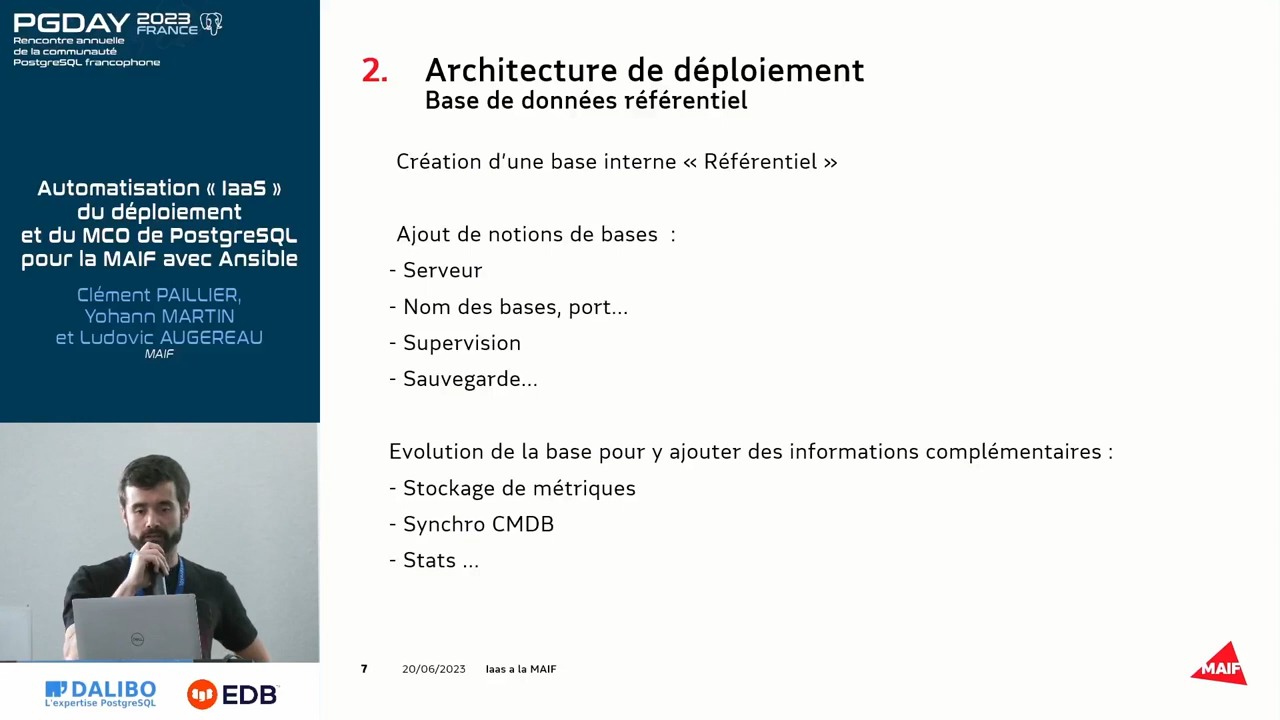 PGDAY 2023 FRANCE
Rencontre annuelle
de la communauté
PostgreSQL francophone
Automatisation « IaaS »
du déploiement
et du MCO de PostgreSQL
pour la MAIF avec Ansible
Clément PAILLIER,
Yohann MARTIN
et Ludovic AUGEREAU
MAIF
DELL
DALIBO
L'expertise PostgreSQL
EDB
2. Architecture de déploiement
Base de données référentiel
Création d'une base interne « Référentiel »
Ajout de notions de bases :
- Serveur
- Nom des bases, port...
- Supervision
- Sauvegarde...
Evolution de la base pour y ajouter des informations complémentaires :
- Stockage de métriques
- Synchro CMDB
- Stats ...
7 20/06/2023 Iaas a la MAIF
MAIF